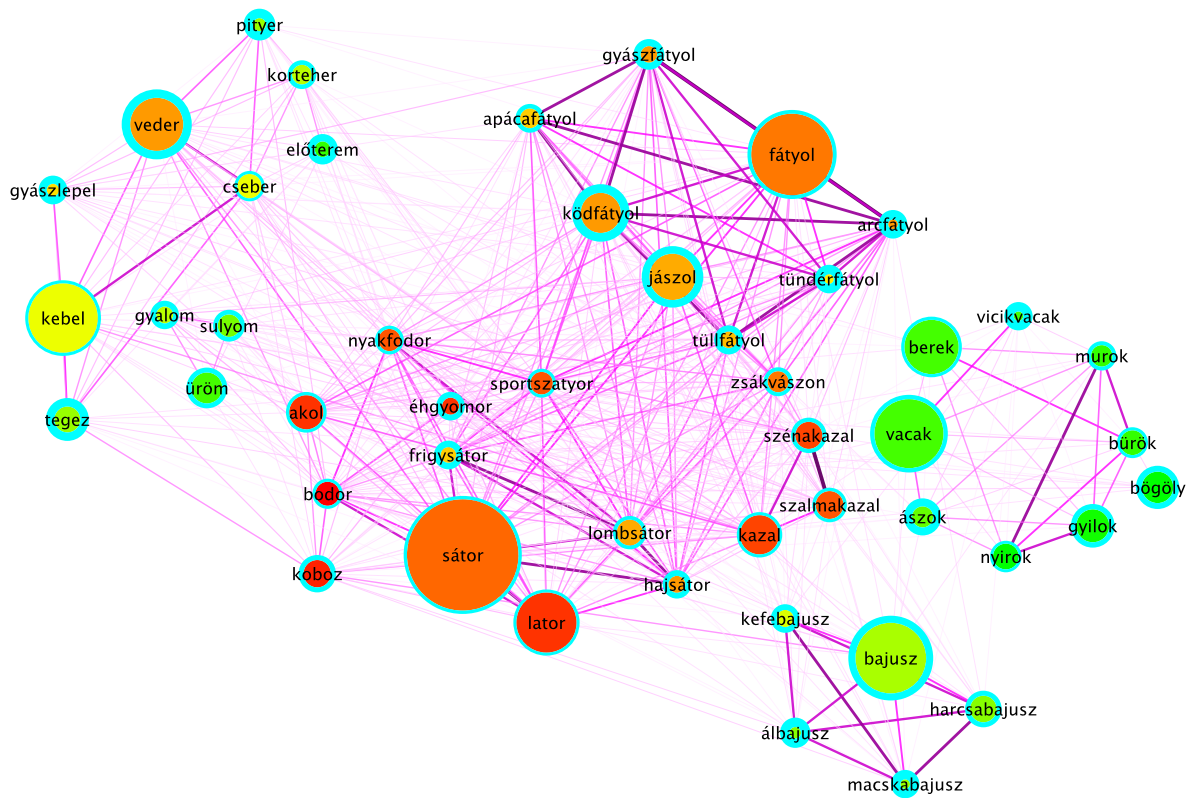 pityer
gyászfátyol
korteher
apácafátyol
veder
előterem
fátyol
gyászlepel
cseber
ködfátyol
arcfátyol
jászol
tündérfátyol
kebel
gyalom
sulyom
vicikvacak
nyakfodor
tüllfátyol
berek
murok
üröm
sportszatyor
zsákvászon
akol
éhgyomor
tegez
szénakazal
vacak
bürök
frigysátor
bodor
bögöly
szalmakazal
ászok
gyilok
lombsátor
kazal
sátor
nyirok
koboz
hajsátor
lator
kefebajusz
bajusz
harcsabajusz
álbajusz
macskabajusz